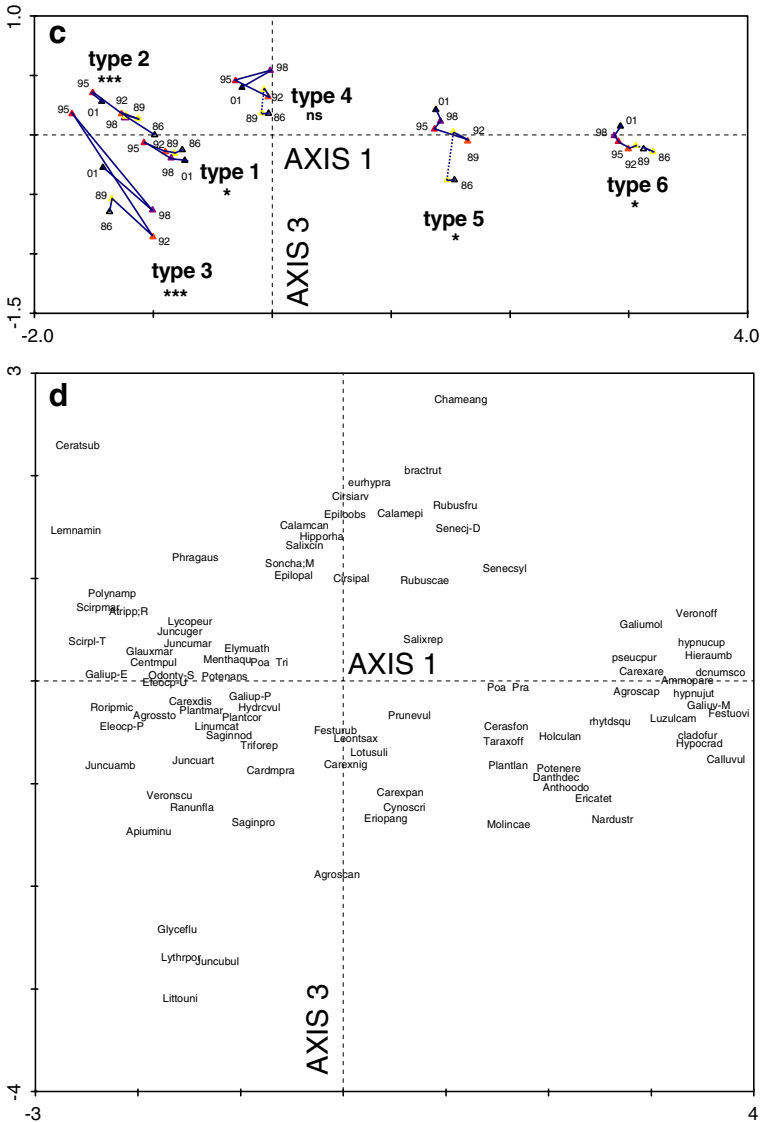 1.0
c
type 2
***
95 98
95 92 89 95 01 92 type 4
01 98 86 89 86 ns
95 92 89 86
98 01 type 1
*
AXIS 1
01
98
89
86 92
type 3
***
AXIS 3
01
98
95 92
89
86
type 5
*
01
98
95 92 89 86
type 6
*
-1.5
-2.0 4.0
3
d
Chameang
Ceratsub
bractrut
eurhypra
Cirsiarv
Rubusfru
Epiloobs Calamepi
Calamcan Senecj-D
Lemnamin
Hipporha
Salixcin
Phragaus
Soncha;M Senecsyl
Epilopal Cirsipal Rubuscae
Polynamp
Scirpmar Atripp;R
Veronoff
Lycopeur Galiumol
Juncuger
Scirpl-T Juncumar Salixrep hypnucup
Glauxmar Elymuath
Centmpul Menthaqu Poa Tri AXIS 1 pseucpur Hieraumb
Galiup-E Odonty-S Potenans Carexare dcnumsco
Eleocp-U Ammopare
Poa Pra Agroscap hypnujut
Carexdis Galiup-P
Roripmic Plantmar Hydrcvul Galiuv-M
Agrossto Plantcor Prunevul Luzulcam Festuovi
Eleocp-P Linumcat Festurub Cerasfon rhytdsqu
Saginnod Leontsax Taraxoff Holculan cladofur
Triforep Lotusuli Hypocrad
Juncuamb Juncuart Cardmpra Carexnig Plantlan Potenere Calluvul
Danthdec
Anthoodo
Veronscu Carexpan Ericatet
Ranunfla Cynoscri
Saginpro Eriopang Molincae Nardustr
Apiuminu
Agroscan
Glyceflu
Lythrpor Juncubul
Littouni
AXIS 3
-4
-3 4